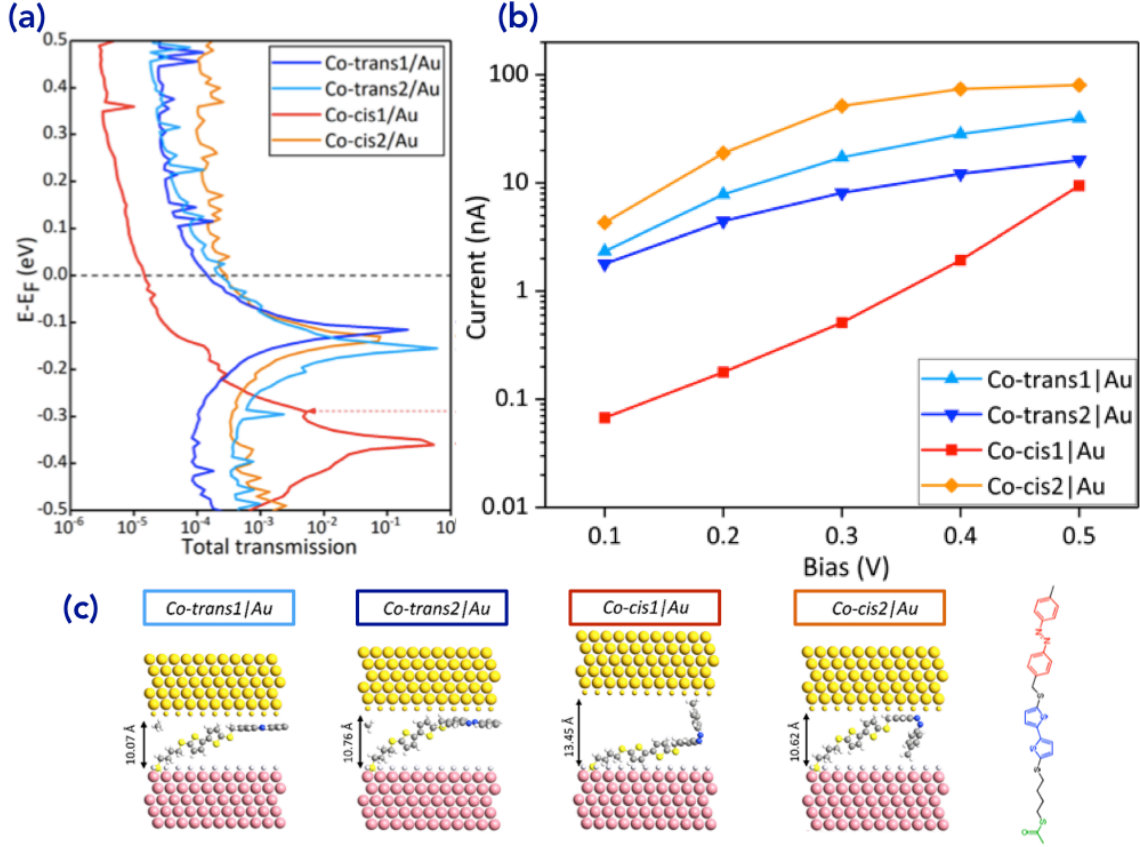 (a)
0.5
0.4
0.3
0.2
0.1
0.0
-0.1
-0.2
-0.3
-0.4
-0.5
E-E_F (eV)
Co-trans1/Au
Co-trans2/Au
Co-cis1/Au
Co-cis2/Au
10^-6 10^-5 10^-4 10^-3 10^-2 10^-1 10
Total transmission
(b)
100
10
1
0.1
0.01
Current (nA)
Co-trans1|Au
Co-trans2|Au
Co-cis1|Au
Co-cis2|Au
0.1 0.2 0.3 0.4 0.5
Bias (V)
(c)
Co-trans1|Au
Co-trans2|Au
Co-cis1|Au
Co-cis2|Au
10.07 Å
10.76 Å
13.45 Å
10.62 Å
N
N
S
S
S
S
S
O